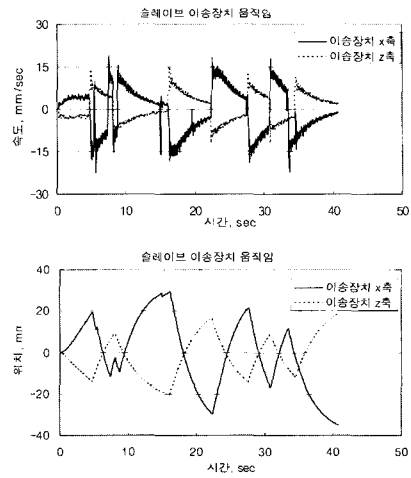 슬레이브 이송장치 움직임
이송장치 x축
이송장치 z축
속도, mm/sec
30
15
0
-15
-30
0
10
20
30
40
50
시간, sec
슬레이브 이송장치 움직임
이송장치 x축
이송장치 z축
위치, mm
40
20
0
-20
-40
0
10
20
30
40
50
시간, sec